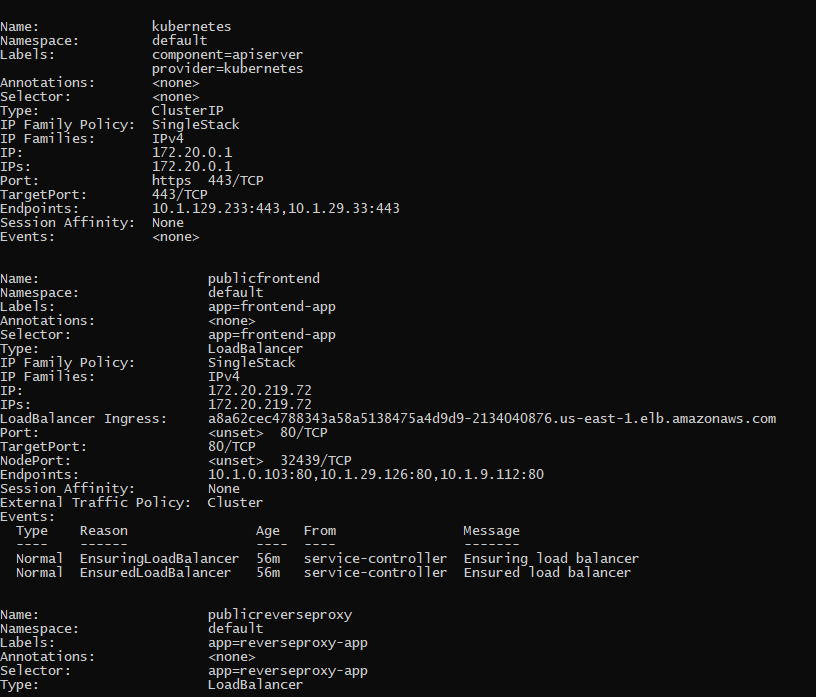 Name:              kubernetes
Namespace:         default
Labels:            component=apiserver
                   provider=kubernetes
Annotations:       <none>
Selector:          <none>
Type:              ClusterIP
IP Family Policy:  SingleStack
IP Families:       IPv4
IP:                172.20.0.1
IPs:               172.20.0.1
Port:              https  443/TCP
TargetPort:        443/TCP
Endpoints:         10.1.129.233:443,10.1.29.33:443
Session Affinity:  None
Events:            <none>
Name:                     publicfrontend
Namespace:                default
Labels:                   app=frontend-app
Annotations:              <none>
Selector:                 app=frontend-app
Type:                     LoadBalancer
IP Family Policy:         SingleStack
IP Families:              IPv4
IP:                       172.20.219.72
IPs:                      172.20.219.72
LoadBalancer Ingress:     a8a62cec4788343a58a5138475a4d9d9-2134040876.us-east-1.elb.amazonaws.com
Port:                     <unset>  80/TCP
TargetPort:               80/TCP
NodePort:                 <unset>  32439/TCP
Endpoints:                10.1.0.103:80,10.1.29.126:80,10.1.9.112:80
Session Affinity:         None
External Traffic Policy:  Cluster
Events:
  Type    Reason                Age   From                Message
  ----    ------                ----  ----                -------
  Normal  EnsuringLoadBalancer  56m   service-controller  Ensuring load balancer
  Normal  EnsuredLoadBalancer   56m   service-controller  Ensured load balancer
Name:                     publicreverseproxy
Namespace:                default
Labels:                   app=reverseproxy-app
Annotations:              <none>
Selector:                 app=reverseproxy-app
Type:                     LoadBalancer